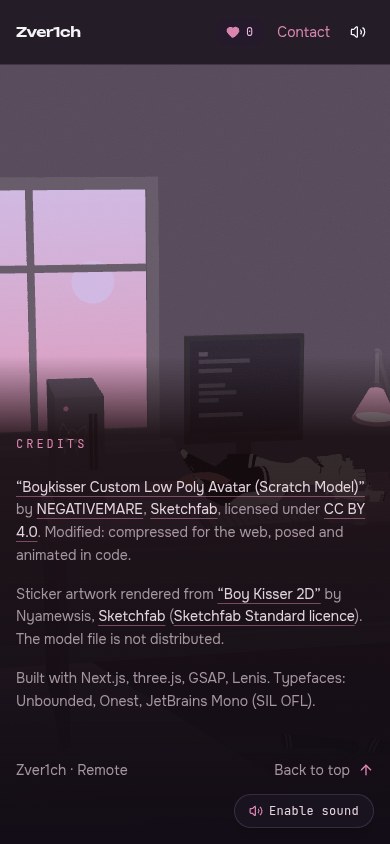 Zver1ch
0
Contact
CREDITS
“Boykisser Custom Low Poly Avatar (Scratch Model)”
by NEGATIVEMARE, Sketchfab, licensed under CC BY
4.0. Modified: compressed for the web, posed and
animated in code.
Sticker artwork rendered from “Boy Kisser 2D” by
Nyamewsis, Sketchfab (Sketchfab Standard licence).
The model file is not distributed.
Built with Next.js, three.js, GSAP, Lenis. Typefaces:
Unbounded, Onest, JetBrains Mono (SIL OFL).
Zver1ch · Remote
Back to top
Enable sound